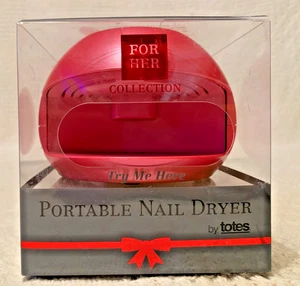 FOR
HER
COLLECTION
Try Me Here
PORTABLE NAIL DRYER
by totes